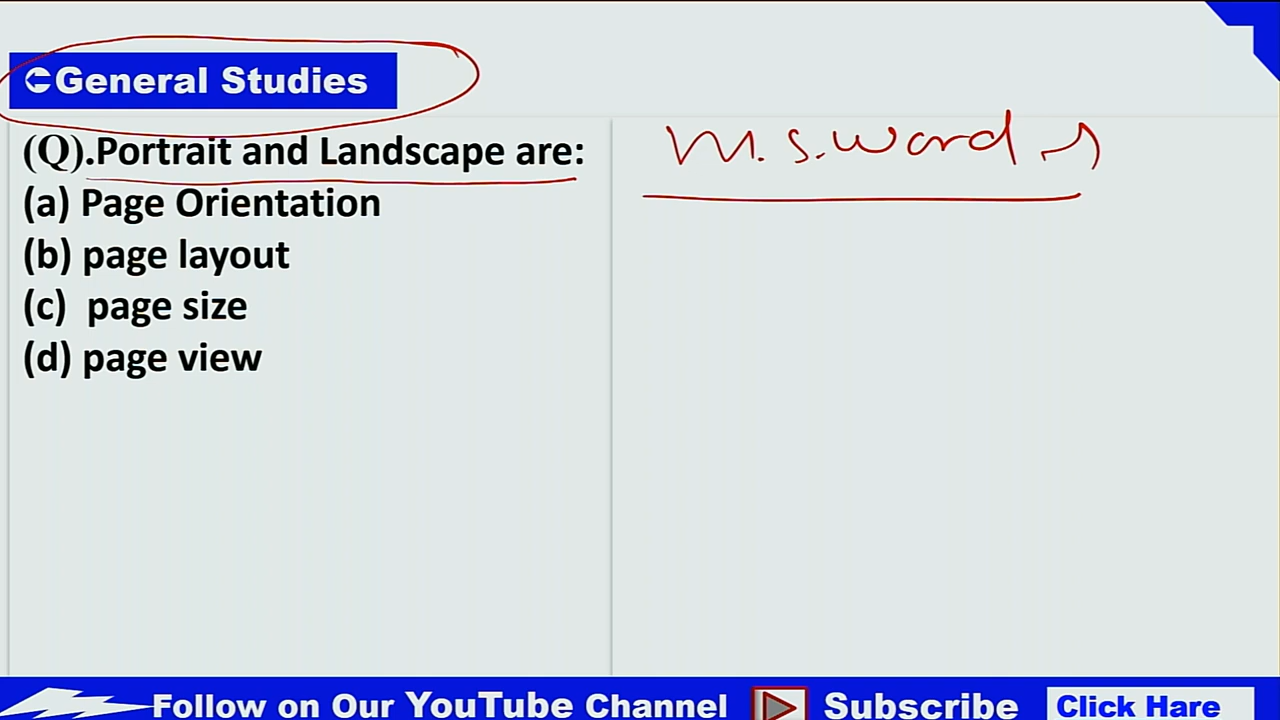 General Studies
(Q).Portrait and Landscape are:
(a) Page Orientation
(b) page layout
(c) page size
(d) page view
M.S.Word
Follow on Our YouTube Channel
Subscribe
Click Hare